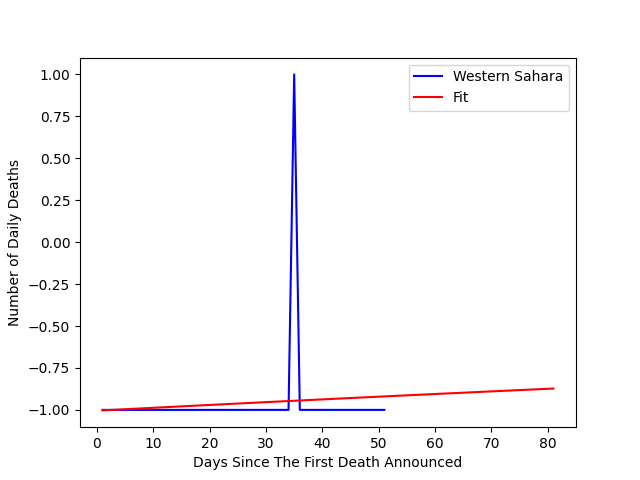 Western Sahara
Fit
1.00
0.75
0.50
0.25
0.00
−0.25
−0.50
−0.75
−1.00
Number of Daily Deaths
0 10 20 30 40 50 60 70 80
Days Since The First Death Announced